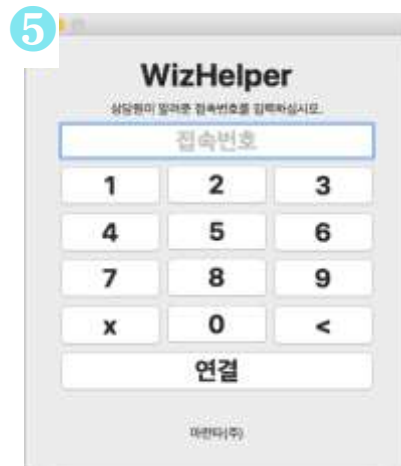 5
WizHelper
상담원이 알려준 접속번호를 입력하십시오.
접속번호
1 2 3
4 5 6
7 8 9
x 0 <
연결
마란타(주)